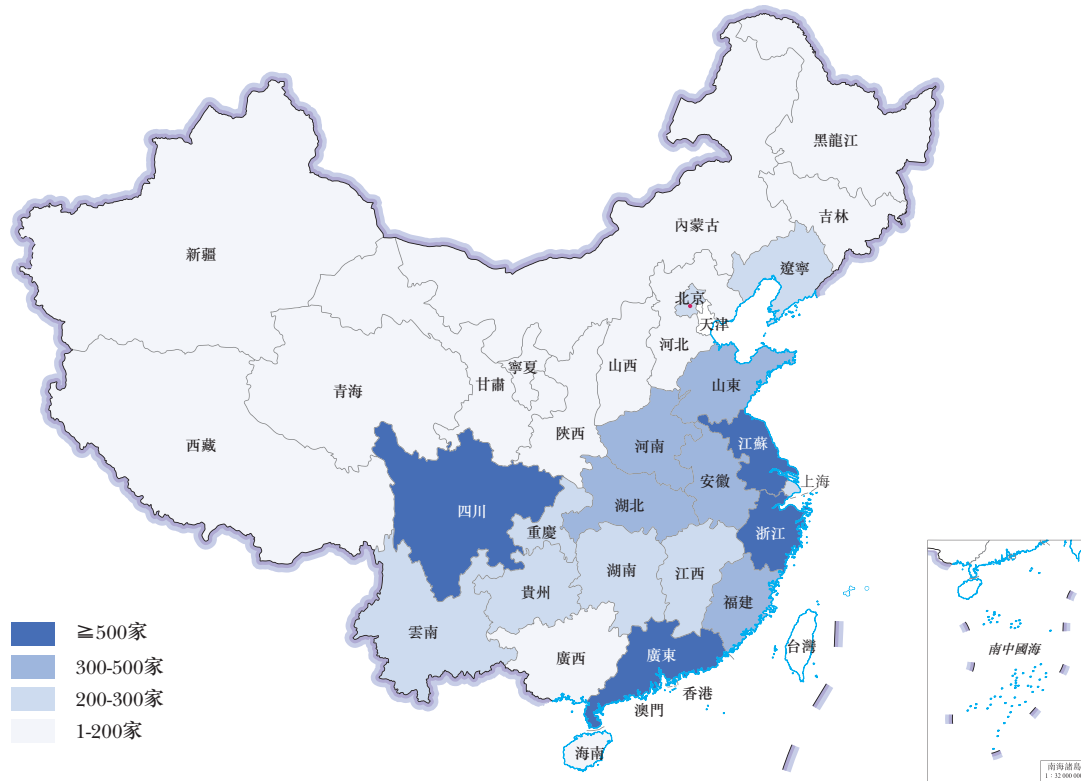 黑龍江
吉林
內蒙古
遼寧
新疆
北京
天津
河北
山西
寧夏
甘肅
青海
山東
陝西
河南
江蘇
西藏
安徽
上海
四川
湖北
浙江
重慶
湖南
江西
貴州
福建
雲南
台灣
廣西
廣東
香港
澳門
海南
≧500家
300-500家
200-300家
1-200家
南中國海
南海諸島
1：32 000 000